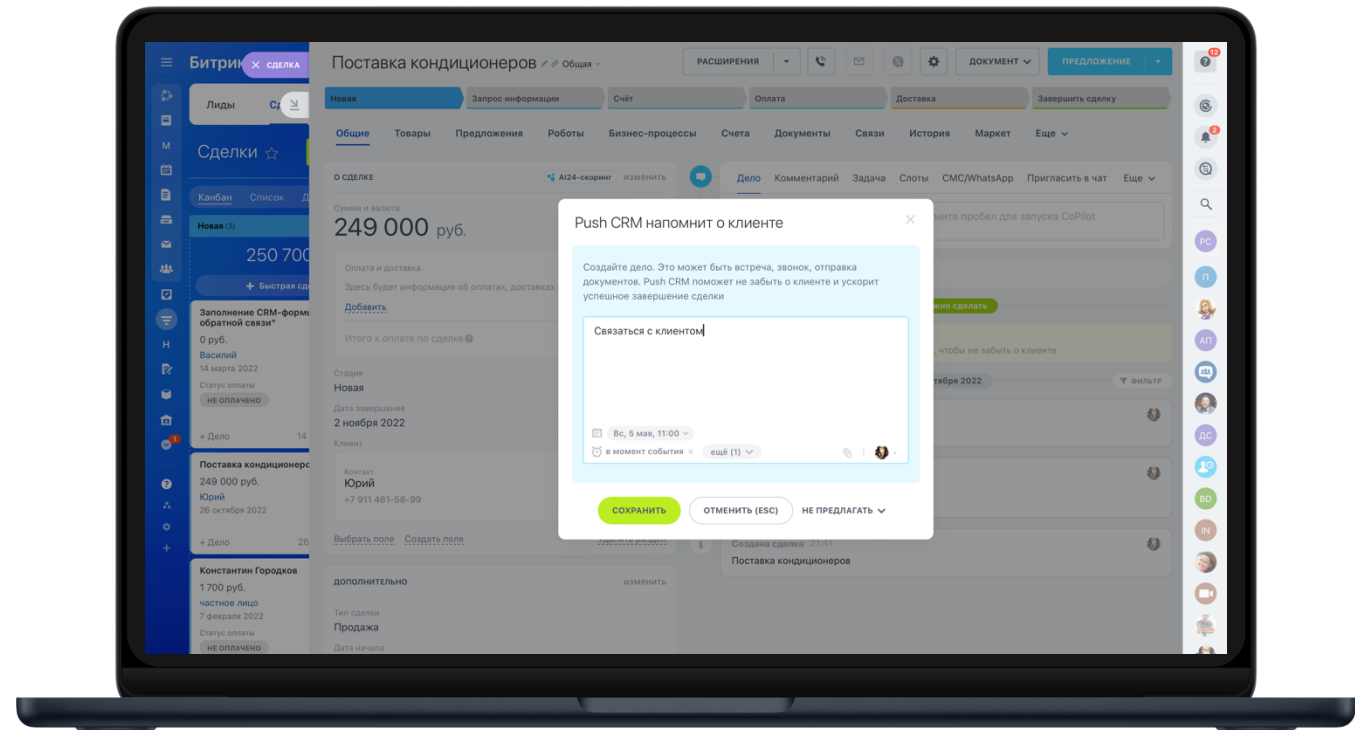 Битрик
СДЕЛКА
Поставка кондиционеров
Общая
РАСШИРЕНИЯ
ДОКУМЕНТ
ПРЕДЛОЖЕНИЕ
12
Лиды
Новая
Запрос информации
Счёт
Оплата
Доставка
Завершить сделку
Общие Товары Предложения Роботы Бизнес-процессы Счета Документы Связи История Маркет Еще
2
Сделки
О СДЕЛКЕ
AI24-скоринг
ИЗМЕНИТЬ
Дело Комментарий Задача Слоты СМС/WhatsApp Пригласить в чат Еще
Канбан Список
Сумма и валюта
249 000 руб.
пробел для запуска CoPilot
Новая (3)
250 700
+ Быстрая
Оплата и доставка
Здесь будет информация об оплатах, доставках
Добавить
Итого к оплате по сделке
Заполнение CRM-формы
обратной связи"
0 руб.
Василий
14 марта 2022
Статус оплаты
НЕ ОПЛАЧЕНО
+ Дело
14
1
Стадия
Новая
Дата завершения
2 ноября 2022
Клиент
Контакт
Юрий
+7 911 461-58-99
Выбрать поле Создать поле
Удалить раздел
Поставка кондиционеро
249 000 руб.
Юрий
26 октября 2022
+ Дело
26
Константин Городков
1 700 руб.
частное лицо
7 февраля 2022
Статус оплаты
НЕ ОПЛАЧЕНО
ДОПОЛНИТЕЛЬНО
ИЗМЕНИТЬ
Тип сделки
Продажа
Дата начала
Push CRM напомнит о клиенте
Создайте дело. Это может быть встреча, звонок, отправка
документов. Push CRM поможет не забыть о клиенте и ускорит
успешное завершение сделки
Связаться с клиентом
Вс, 5 мая, 11:00
в момент события
ещё (1)
СОХРАНИТЬ
ОТМЕНИТЬ (ESC)
НЕ ПРЕДЛАГАТЬ
сделать
, чтобы не забыть о клиенте
2022
ФИЛЬТР
1
Создана сделка 21:41
Поставка кондиционеров
М
Н
РС
П
АП
ДС
BD
IN